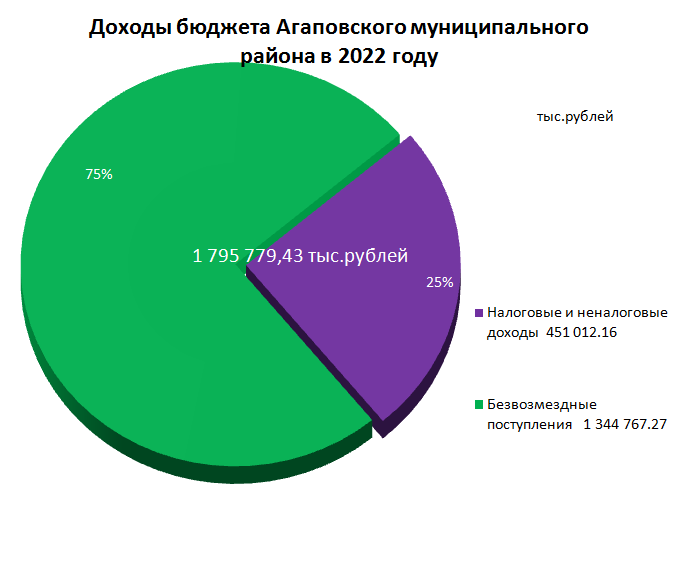 Доходы бюджета Агаповского муниципального
района в 2022 году
тыс.рублей
75%
1 795 779,43 тыс.рублей
25%
Налоговые и неналоговые
доходы 451 012.16
Безвозмездные
поступления 1 344 767.27